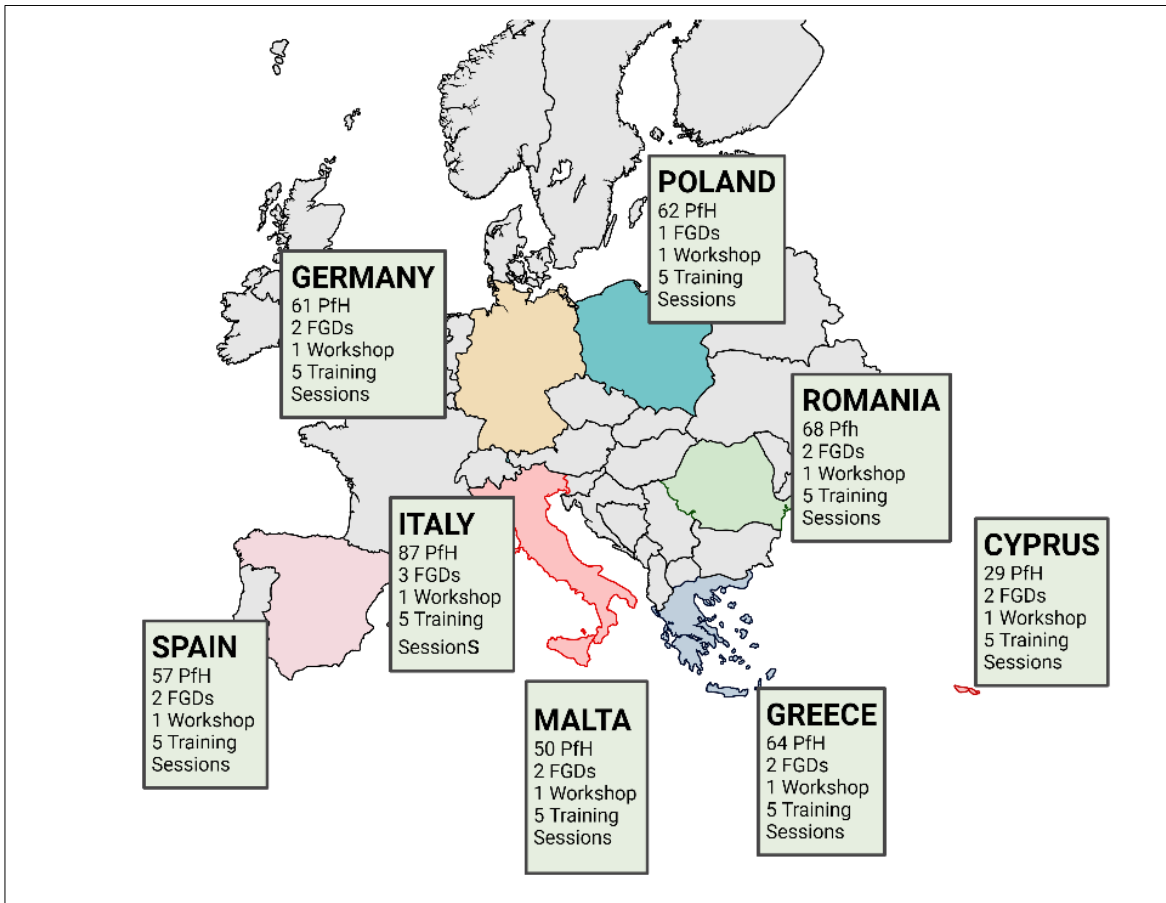 POLAND
62 PfH
1 FGDs
1 Workshop
5 Training
Sessions
GERMANY
61 PfH
2 FGDs
1 Workshop
5 Training
Sessions
ROMANIA
68 Pfh
2 FGDs
1 Workshop
5 Training
Sessions
ITALY
87 PfH
3 FGDs
1 Workshop
5 Training
SessionS
CYPRUS
29 PfH
2 FGDs
1 Workshop
5 Training
Sessions
SPAIN
57 PfH
2 FGDs
1 Workshop
5 Training
Sessions
MALTA
50 PfH
2 FGDs
1 Workshop
5 Training
Sessions
GREECE
64 PfH
2 FGDs
1 Workshop
5 Training
Sessions